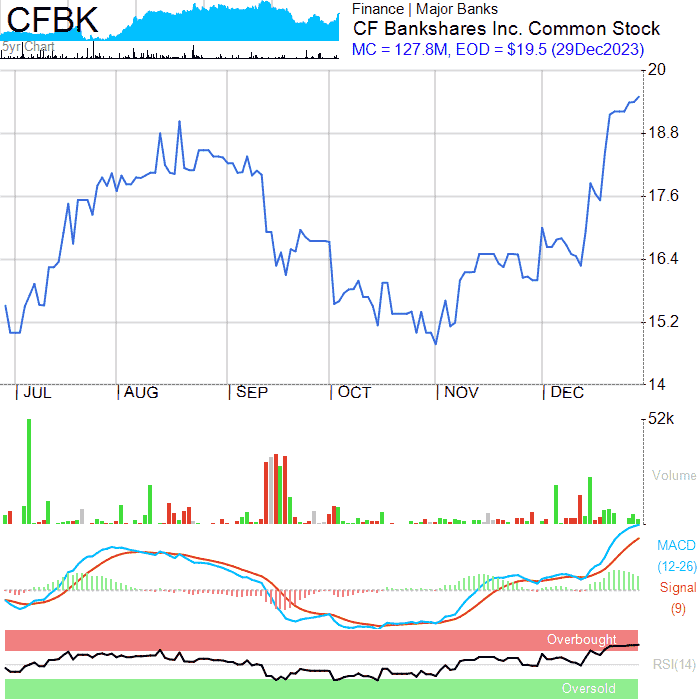 CFBK
5yr Chart
Finance | Major Banks
CF Bankshares Inc. Common Stock
MC = 127.8M, EOD = $19.5 (29Dec2023)
20
18.8
17.6
16.4
15.2
14
| JUL | AUG | SEP | OCT | NOV | DEC
52k
Volume
MACD
(12-26)
Signal
(9)
Overbought
RSI(14)
Oversold